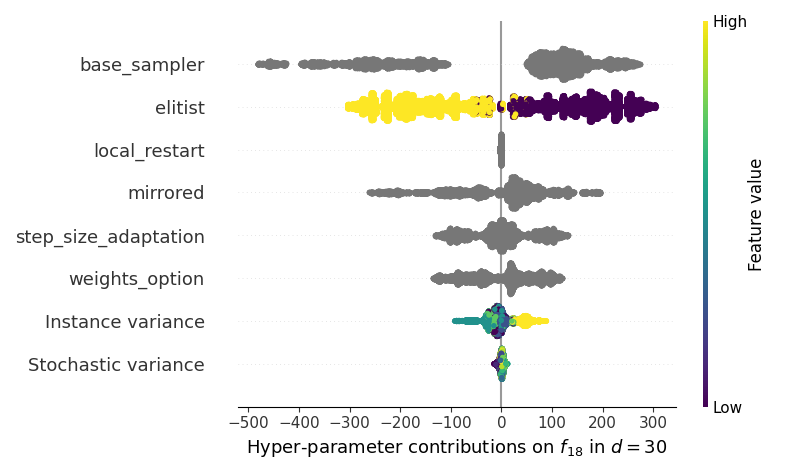 High
base_sampler
elitist
local_restart
mirrored
step_size_adaptation
weights_option
Instance variance
Stochastic variance
Feature value
Low
−500 −400 −300 −200 −100 0 100 200 300
Hyper-parameter contributions on f18 in d = 30